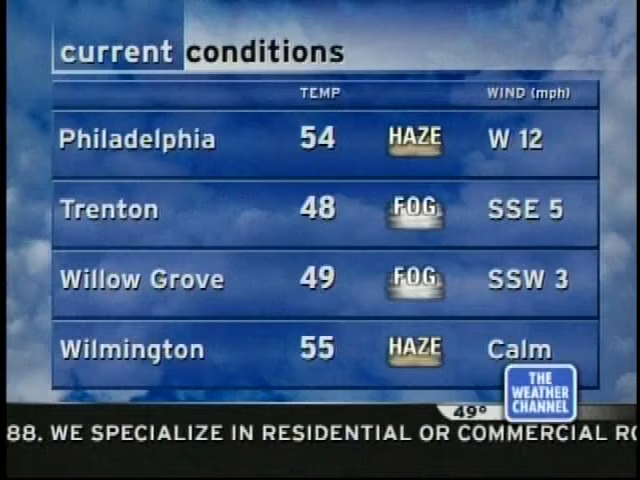 current conditions
TEMP WIND (mph)
Philadelphia 54 HAZE W 12
Trenton 48 FOG SSE 5
Willow Grove 49 FOG SSW 3
Wilmington 55 HAZE Calm
THE
WEATHER
CHANNEL
49°
88. WE SPECIALIZE IN RESIDENTIAL OR COMMERCIAL